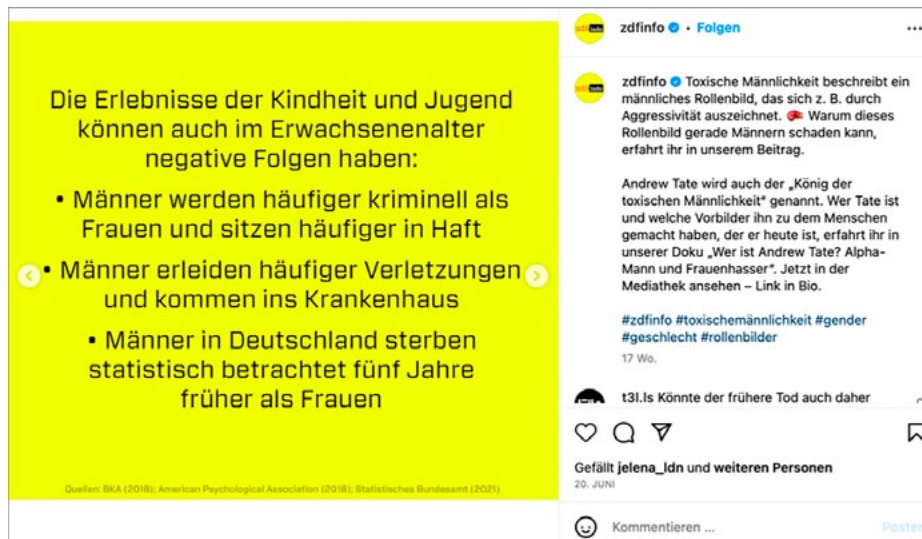 Die Erlebnisse der Kindheit und Jugend
können auch im Erwachsenenalter
negative Folgen haben:
• Männer werden häufiger kriminell als
Frauen und sitzen häufiger in Haft
• Männer erleiden häufiger Verletzungen
und kommen ins Krankenhaus
• Männer in Deutschland sterben
statistisch betrachtet fünf Jahre
früher als Frauen
Quellen: BKA (2018); American Psychological Association (2018); Statistisches Bundesamt (2021)
zdfinfo • Folgen
zdfinfo Toxische Männlichkeit beschreibt ein
männliches Rollenbild, das sich z. B. durch
Aggressivität auszeichnet. Warum dieses
Rollenbild gerade Männern schaden kann,
erfahrt ihr in unserem Beitrag.
Andrew Tate wird auch der „König der
toxischen Männlichkeit" genannt. Wer Tate ist
und welche Vorbilder ihn zu dem Menschen
gemacht haben, der er heute ist, erfahrt ihr in
unserer Doku „Wer ist Andrew Tate? Alpha-
Mann und Frauenhasser". Jetzt in der
Mediathek ansehen – Link in Bio.
#zdfinfo #toxischemännlichkeit #gender
#geschlecht #rollenbilder
17 Wo.
t3l.ls Könnte der frühere Tod auch daher
Gefällt jelena_ldn und weiteren Personen
20. JUNI
Kommentieren ...
Posten